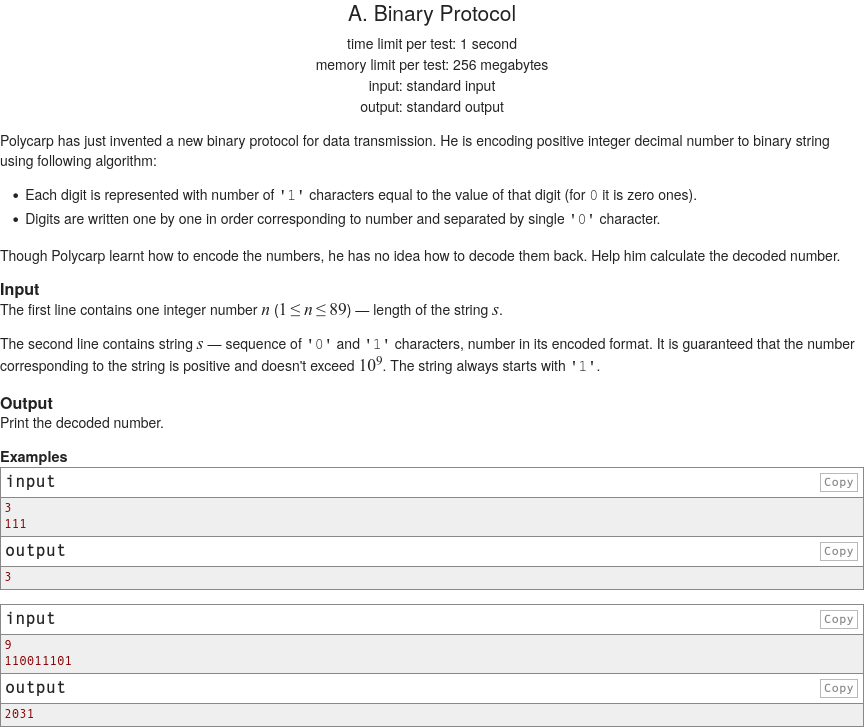 A. Binary Protocol
time limit per test: 1 second
memory limit per test: 256 megabytes
input: standard input
output: standard output
Polycarp has just invented a new binary protocol for data transmission. He is encoding positive integer decimal number to binary string
using following algorithm:
• Each digit is represented with number of '1' characters equal to the value of that digit (for 0 it is zero ones).
• Digits are written one by one in order corresponding to number and separated by single '0' character.
Though Polycarp learnt how to encode the numbers, he has no idea how to decode them back. Help him calculate the decoded number.
Input
The first line contains one integer number n (1 ≤ n ≤ 89) — length of the string s.
The second line contains string s — sequence of '0' and '1' characters, number in its encoded format. It is guaranteed that the number
corresponding to the string is positive and doesn't exceed 10⁹. The string always starts with '1'.
Output
Print the decoded number.
Examples
input Copy
3
111
output Copy
3
input Copy
9
110011101
output Copy
2031